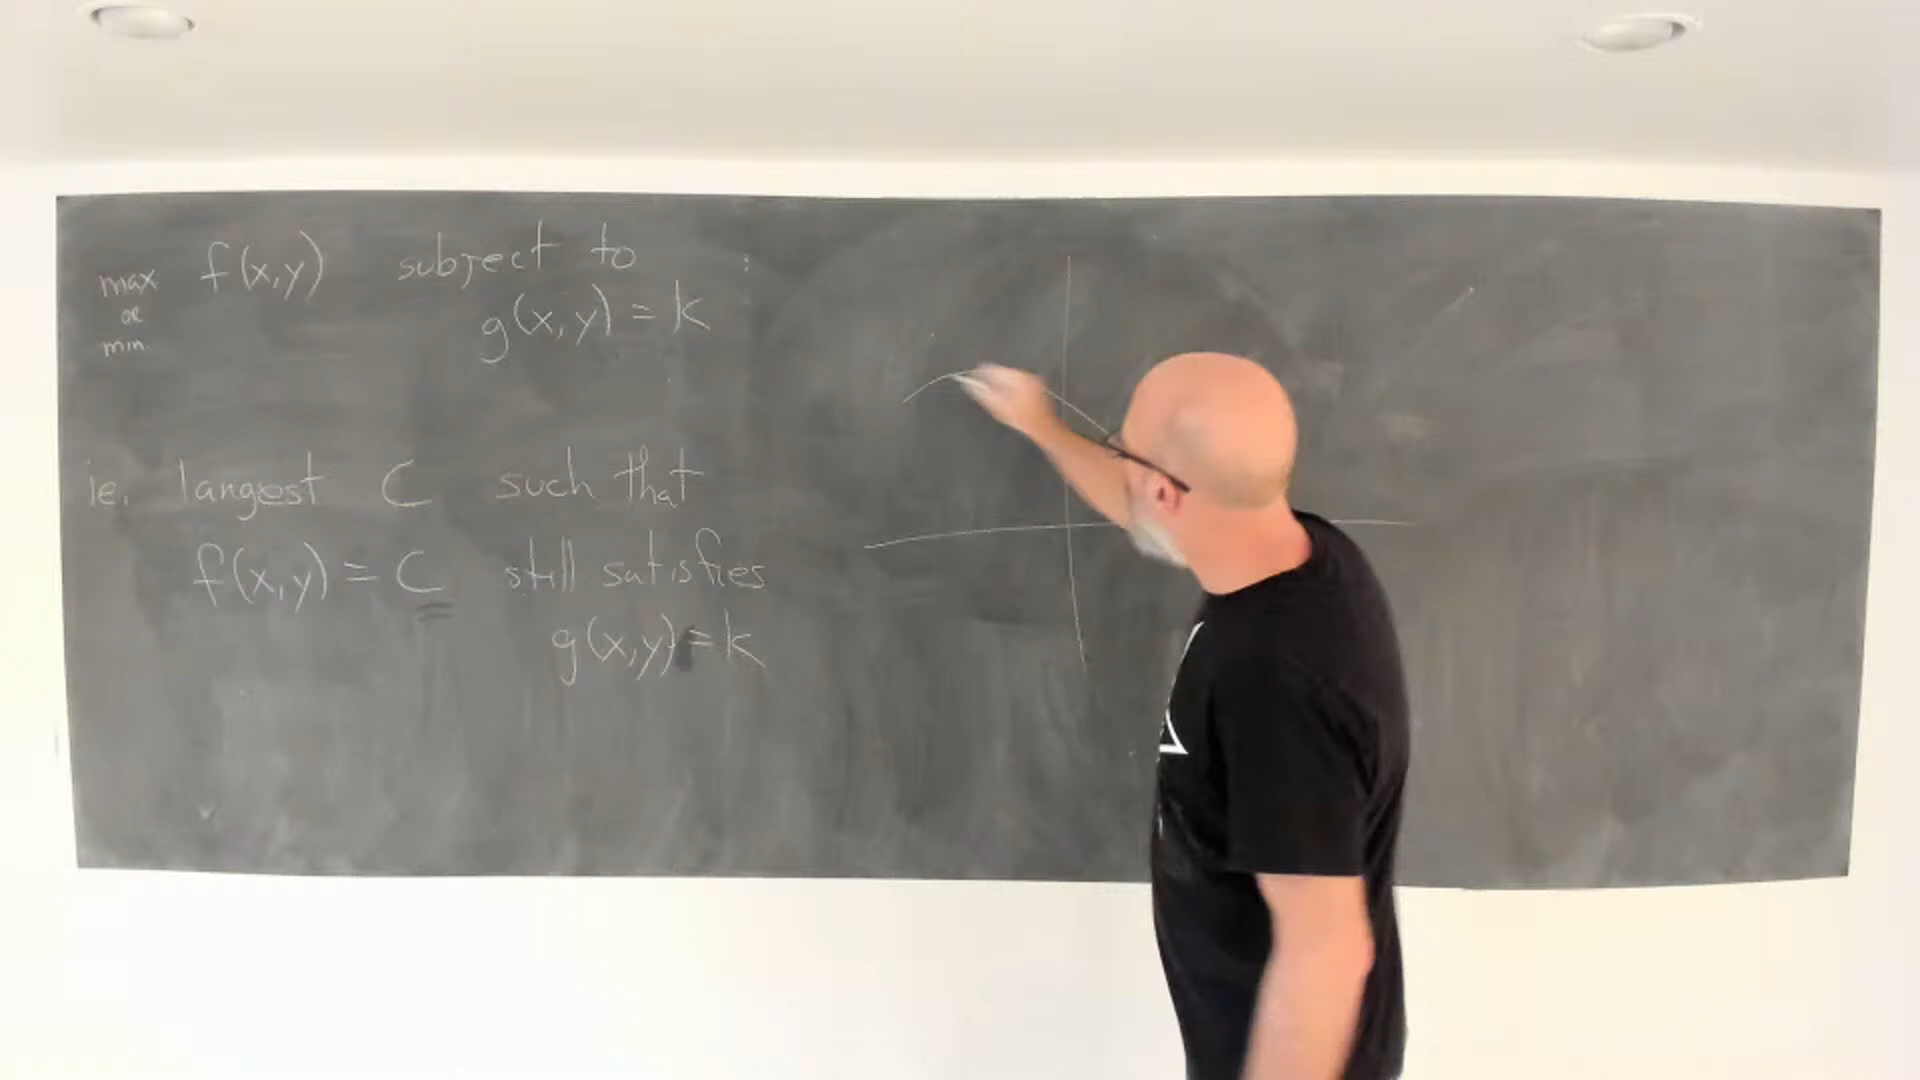 max or min. f(x,y) subject to :
g(x,y) = k
ie. largest C such that
f(x,y) = C still satisfies
g(x,y) = k